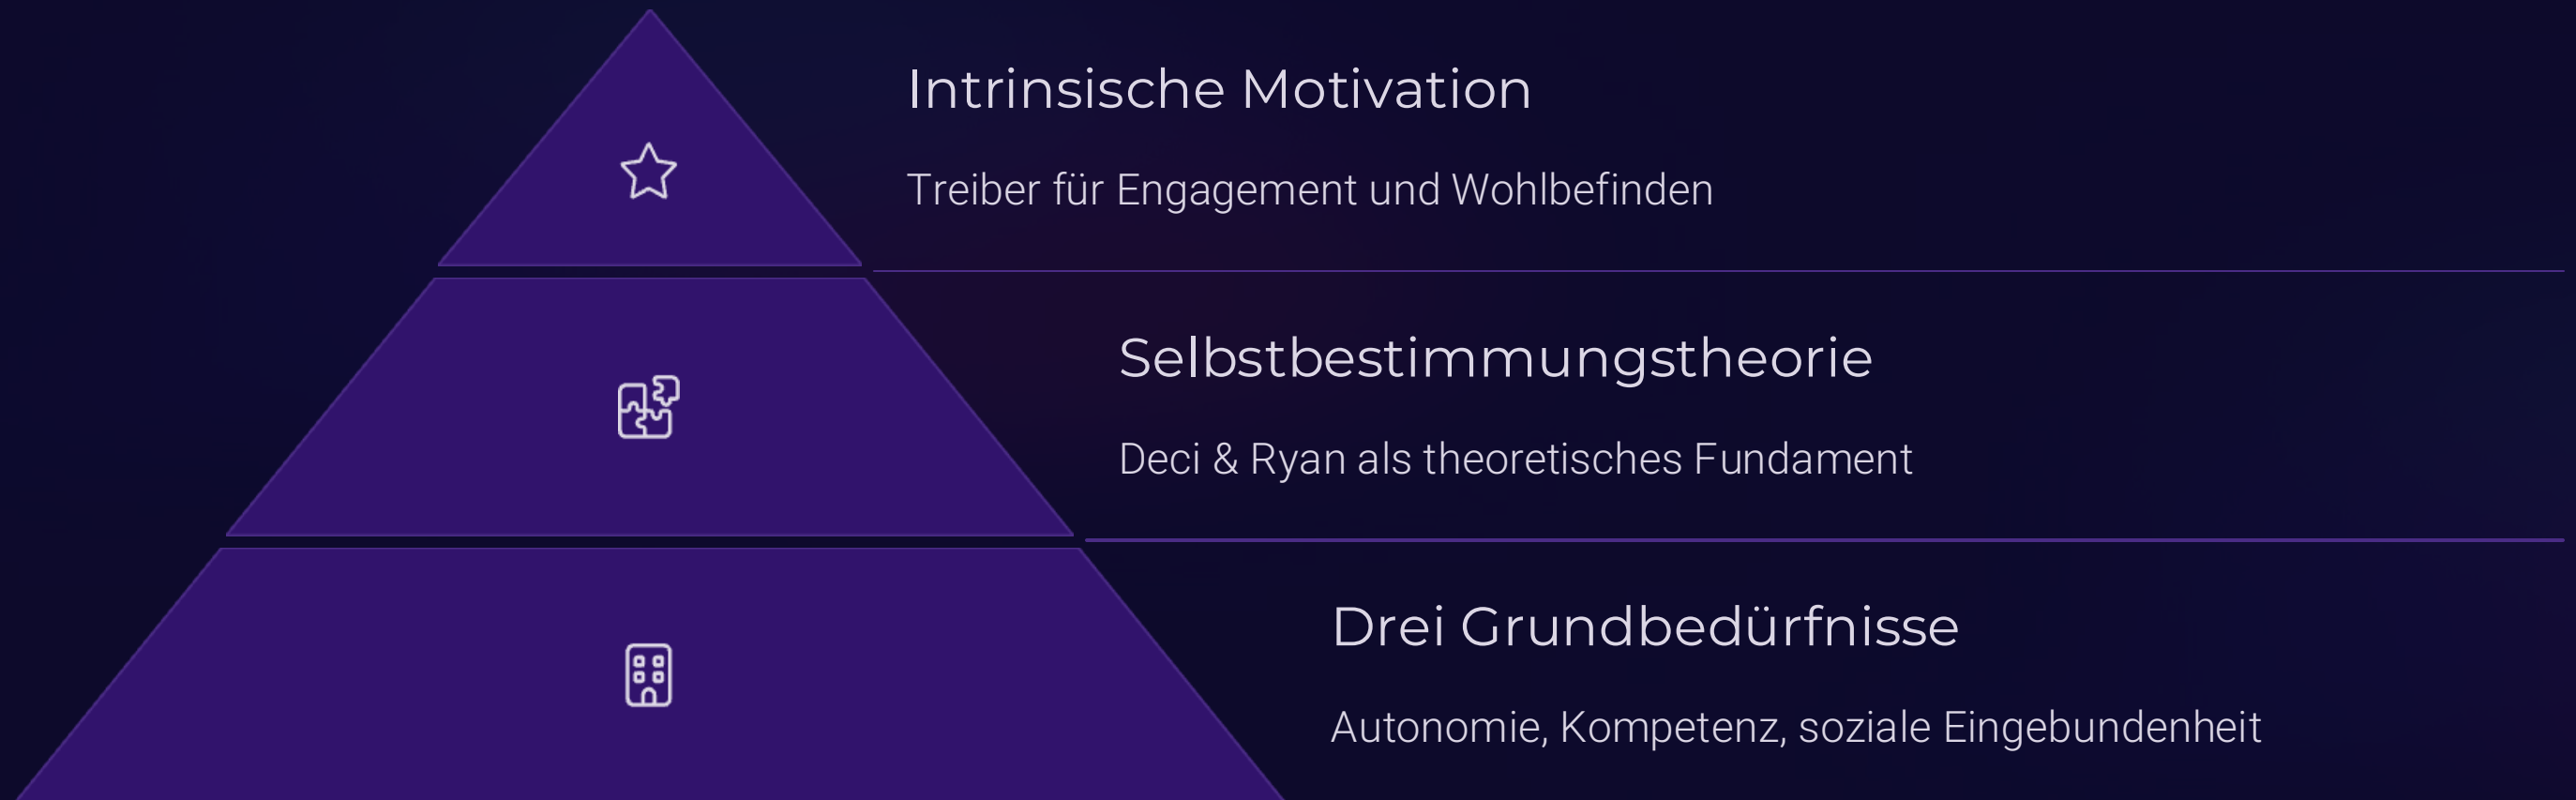 Intrinsische Motivation
Treiber für Engagement und Wohlbefinden
Selbstbestimmungstheorie
Deci & Ryan als theoretisches Fundament
Drei Grundbedürfnisse
Autonomie, Kompetenz, soziale Eingebundenheit